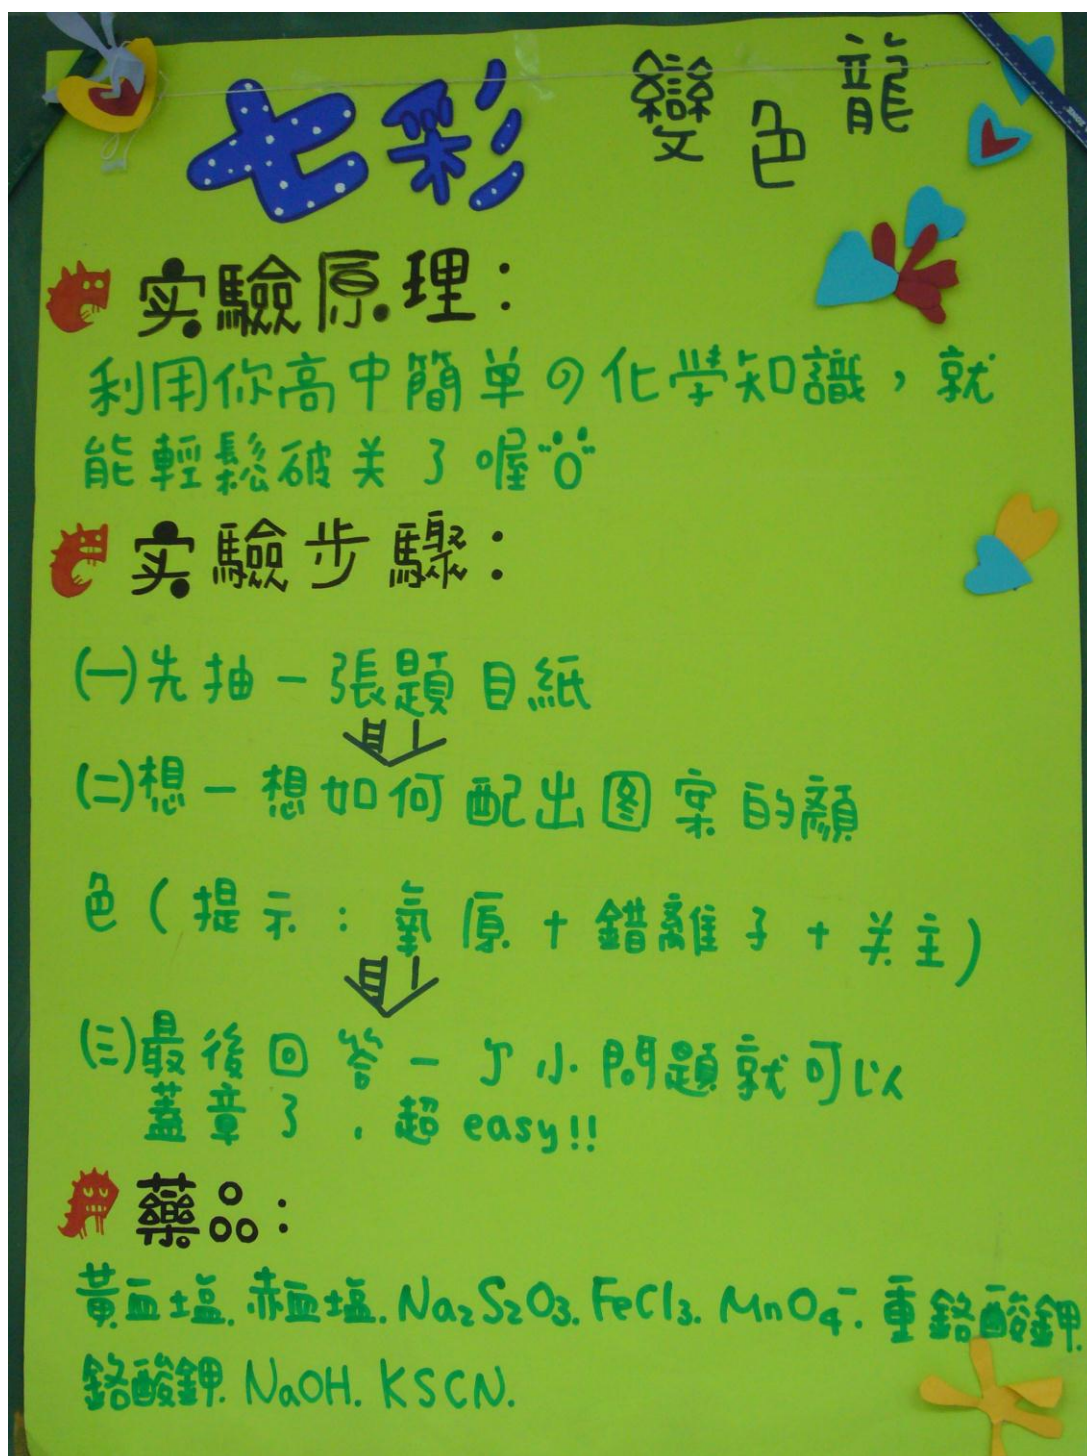 七彩變色龍
实驗原理：
利用你高中簡単の化學知識，就
能輕鬆破关了喔
实驗步驟：
(一)先抽一張題目紙
(二)想一想如何配出图案的顏
色(提示：氧原+錯離子+关主)
(三)最後回答一个小問題就可以
蓋章了，超easy!!
藥品：
黃血塩. 赤血塩. Na2S2O3. FeCl3. MnO4⁻. 重鉻酸鉀.
鉻酸鉀. NaOH. KSCN.